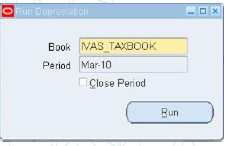 Run Depreciation
Book IVAS_TAXBOOK
Period Mar-10
Close Period
Run